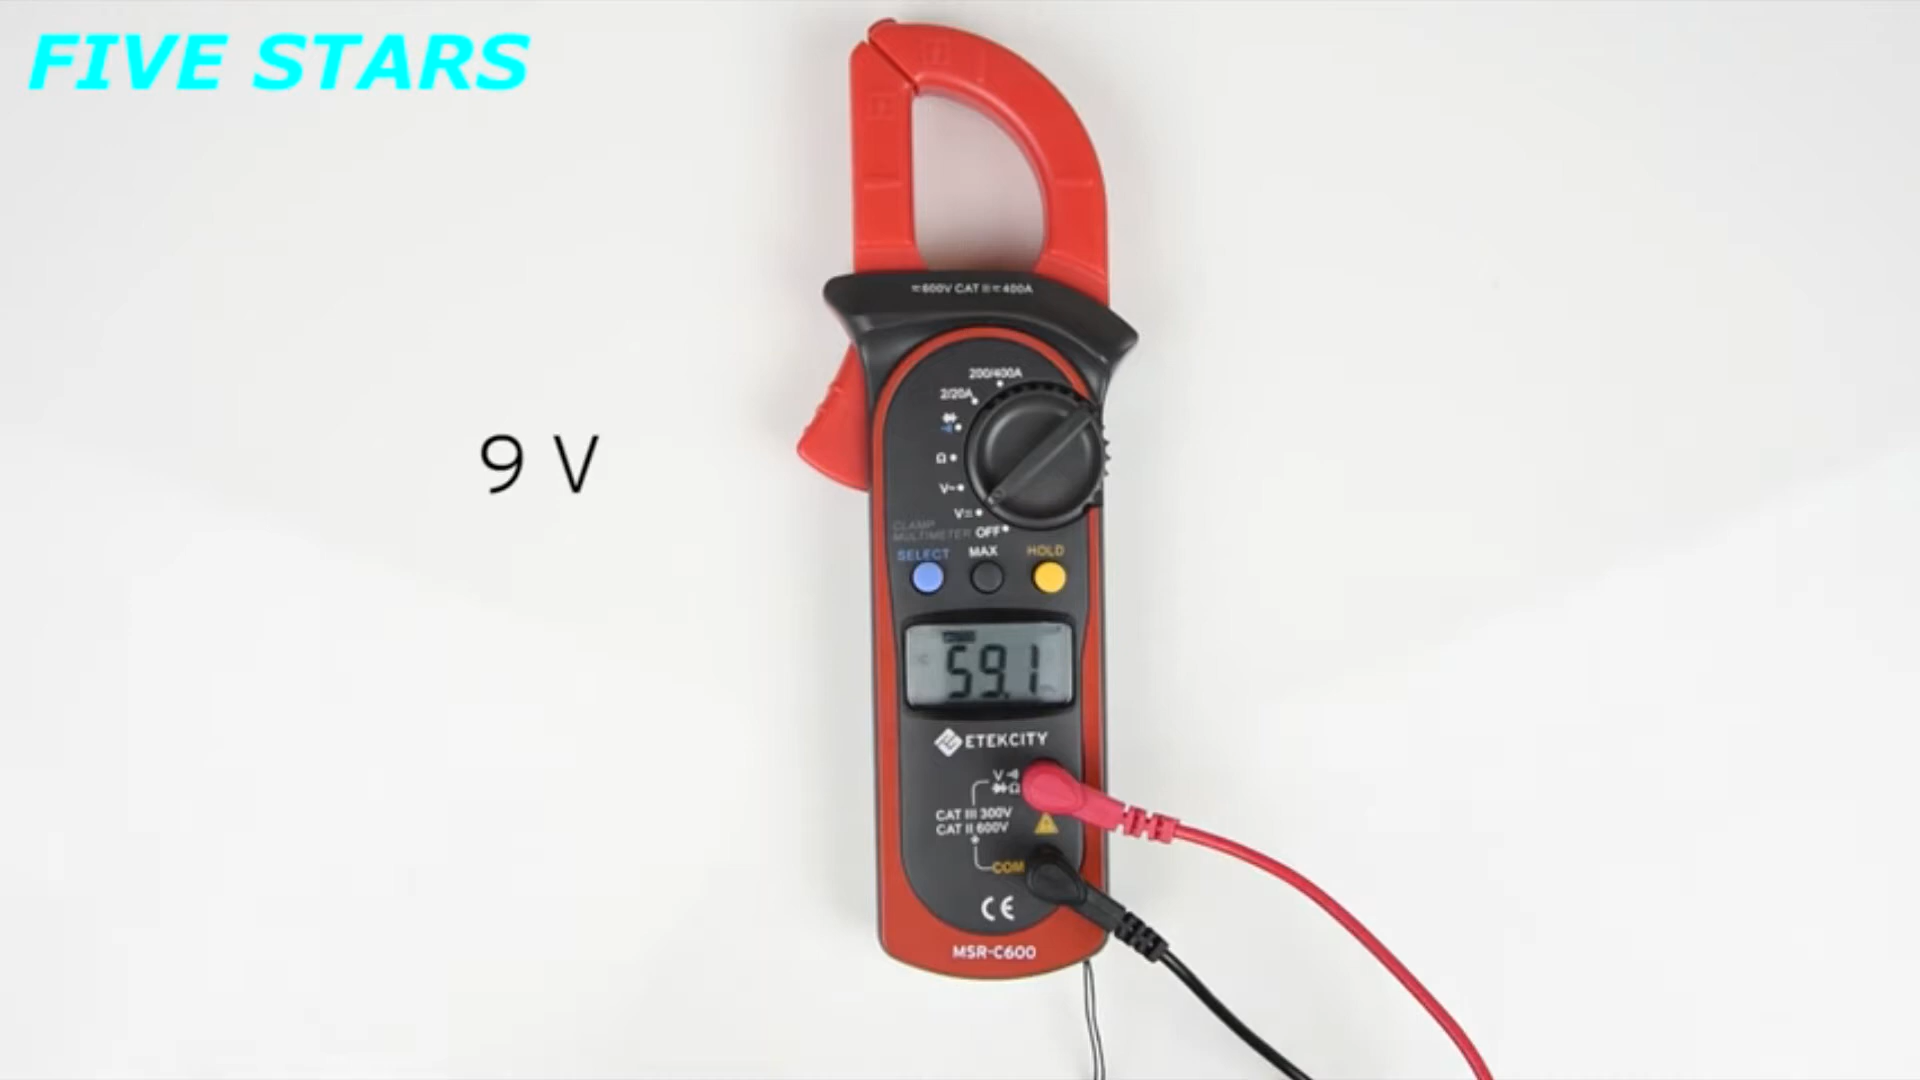 FIVE STARS
600V CAT II 400A
200/400A
2/20A
Ω
9 V
V~
V
CLAMP
MULTIMETER OFF
SELECT MAX HOLD
59.1
ETEKCITY
V
Ω
CAT III 300V
CAT II 600V
COM
CE
MSR-C600